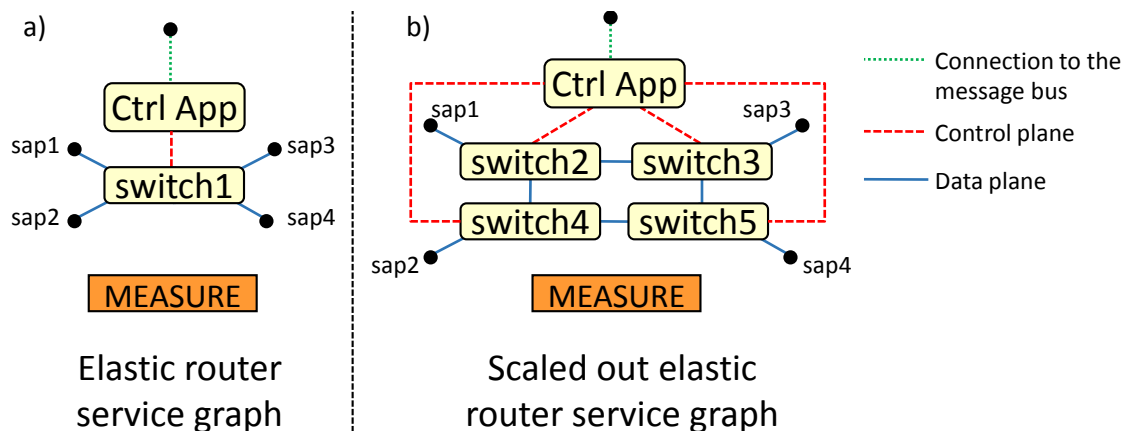 a)
Ctrl App
sap1
sap3
switch1
sap2
sap4
MEASURE
Elastic router
service graph
b)
Ctrl App
sap1
sap3
switch2
switch3
switch4
switch5
sap2
sap4
MEASURE
Scaled out elastic
router service graph
Connection to the
message bus
Control plane
Data plane